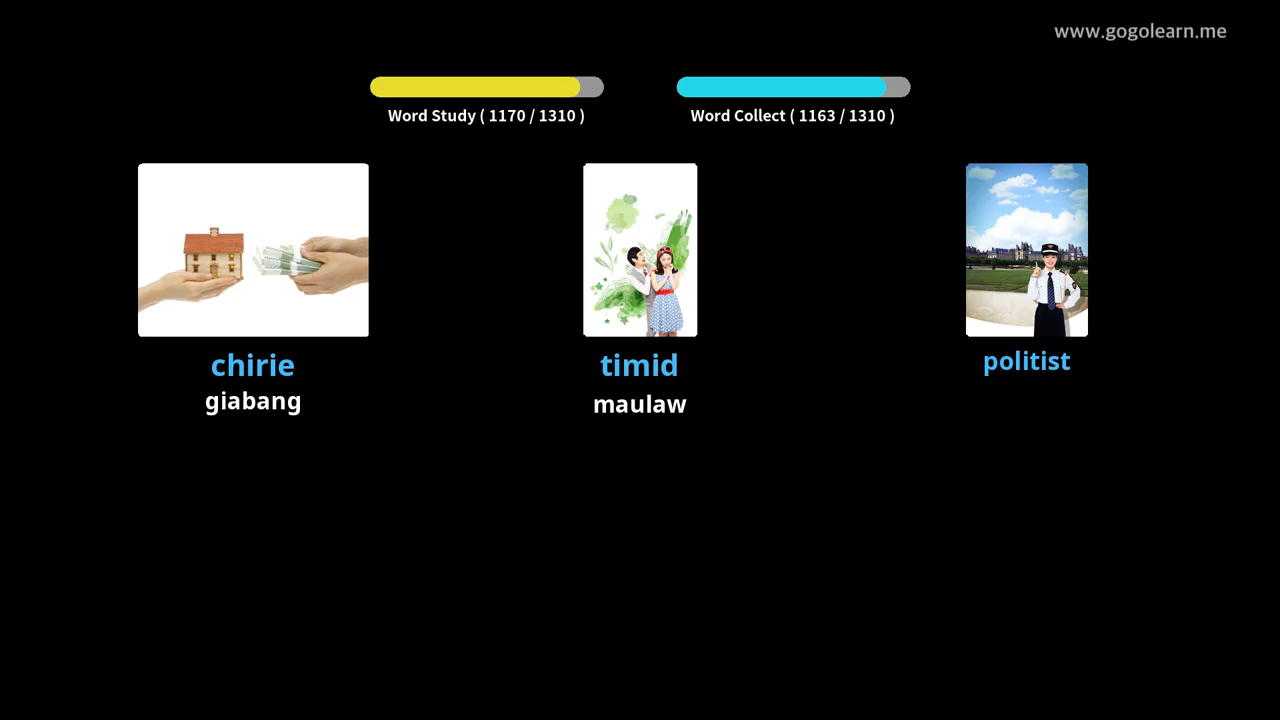 www.gogolearn.me
Word Study ( 1170 / 1310 )
Word Collect ( 1163 / 1310 )
chirie
giabang
timid
maulaw
politist